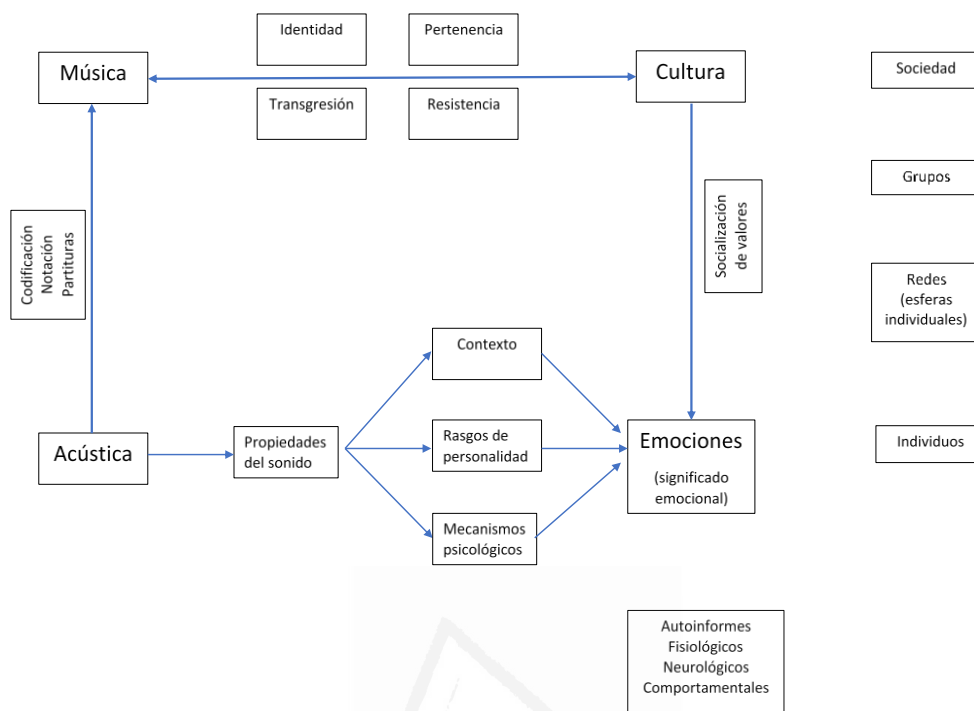 Identidad
Pertenencia
Música
Cultura
Sociedad
Transgresión
Resistencia
Grupos
Codificación
Notación
Partituras
Socialización
de valores
Redes
(esferas
individuales)
Contexto
Acústica
Propiedades
del sonido
Rasgos de
personalidad
Emociones
(significado
emocional)
Individuos
Mecanismos
psicológicos
Autoinformes
Fisiológicos
Neurológicos
Comportamentales